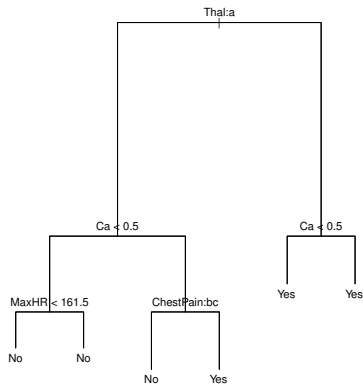 Thal:a
Ca < 0.5
Ca < 0.5
MaxHR < 161.5
ChestPain:bc
Yes
Yes
No
No
No
Yes